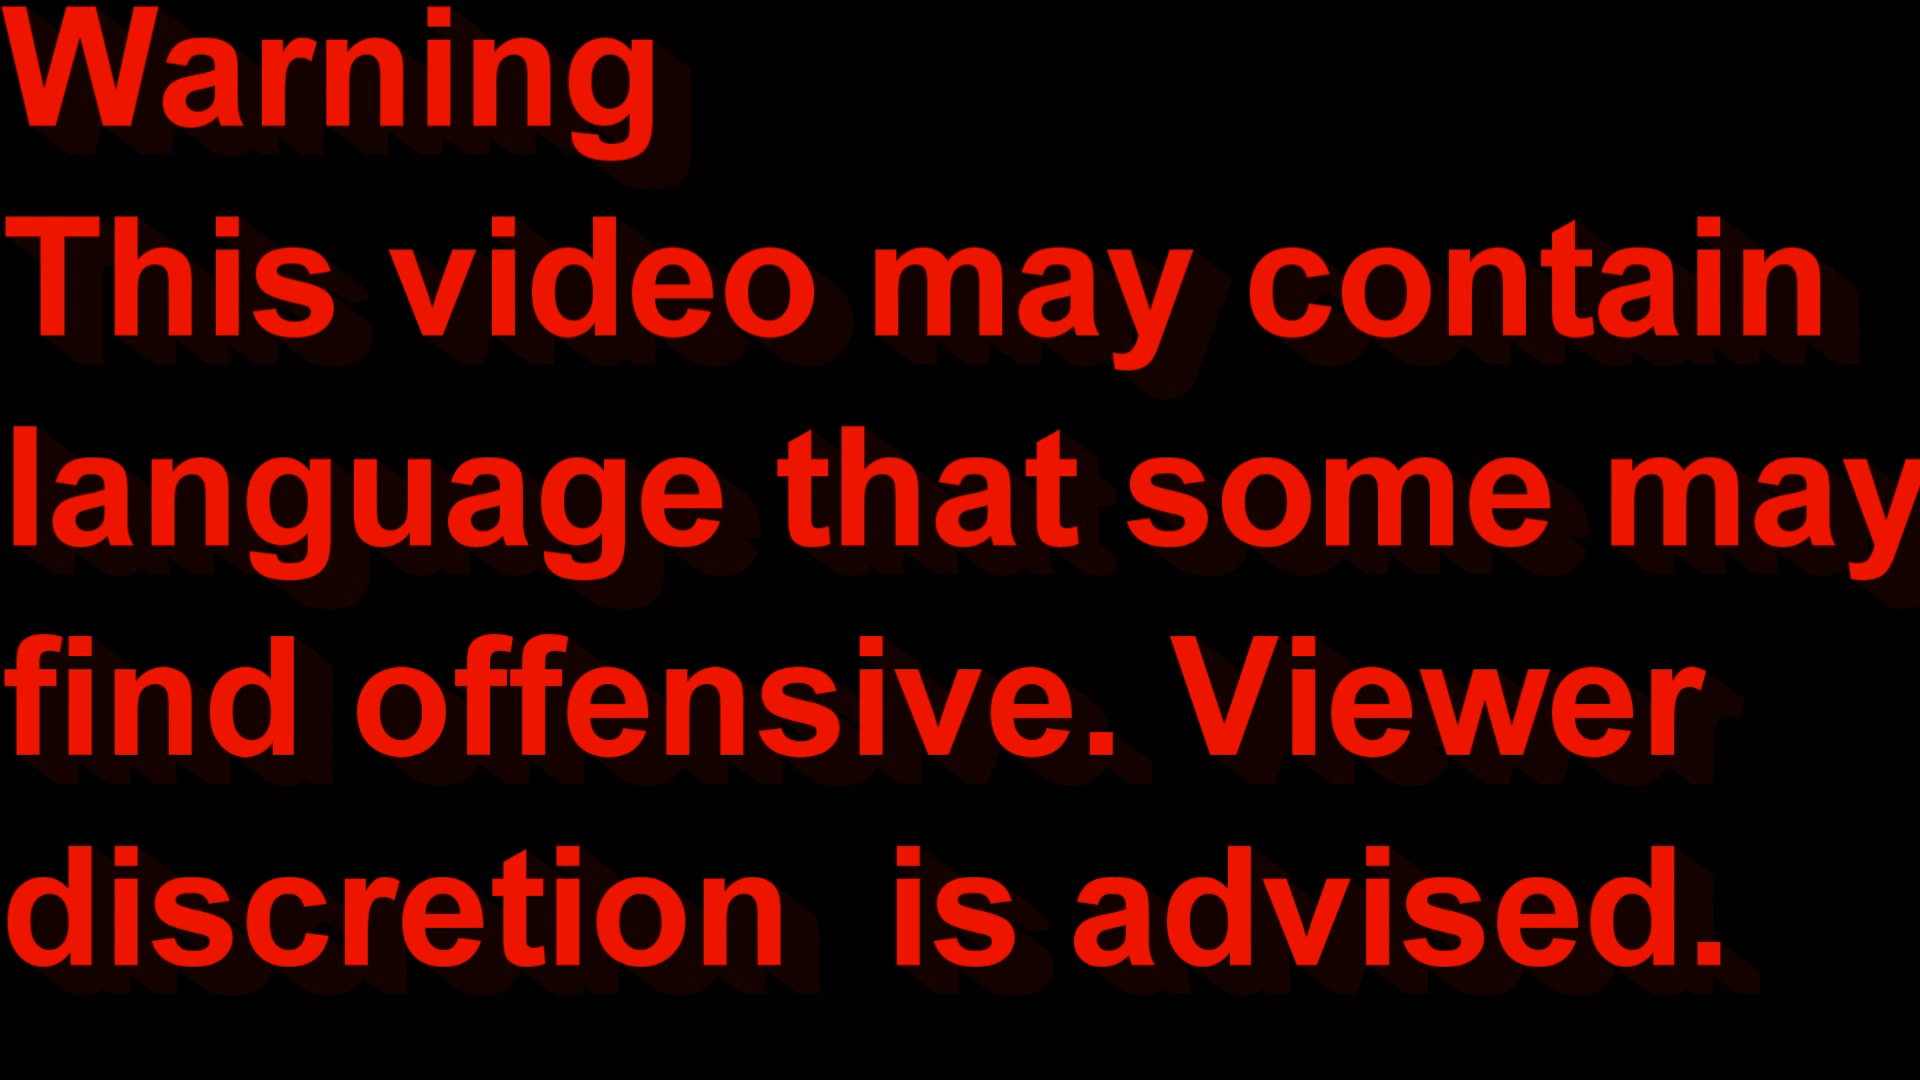 Warning
This video may contain
language that some may
find offensive. Viewer
discretion  is advised.